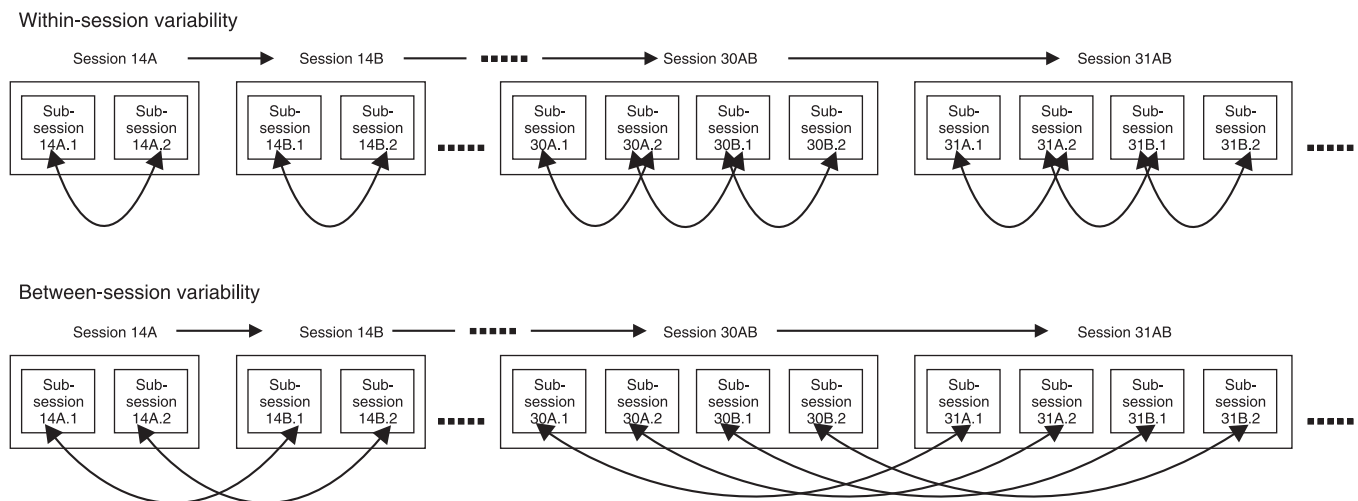 Within-session variability
Session 14A Session 14B Session 30AB Session 31AB
Sub- Sub- Sub- Sub- Sub- Sub- Sub- Sub- Sub- Sub- Sub- Sub-
session session session session session session session session session session session session
14A.1 14A.2 14B.1 14B.2 30A.1 30A.2 30B.1 30B.2 31A.1 31A.2 31B.1 31B.2
Between-session variability
Session 14A Session 14B Session 30AB Session 31AB
Sub- Sub- Sub- Sub- Sub- Sub- Sub- Sub- Sub- Sub- Sub- Sub-
session session session session session session session session session session session session
14A.1 14A.2 14B.1 14B.2 30A.1 30A.2 30B.1 30B.2 31A.1 31A.2 31B.1 31B.2